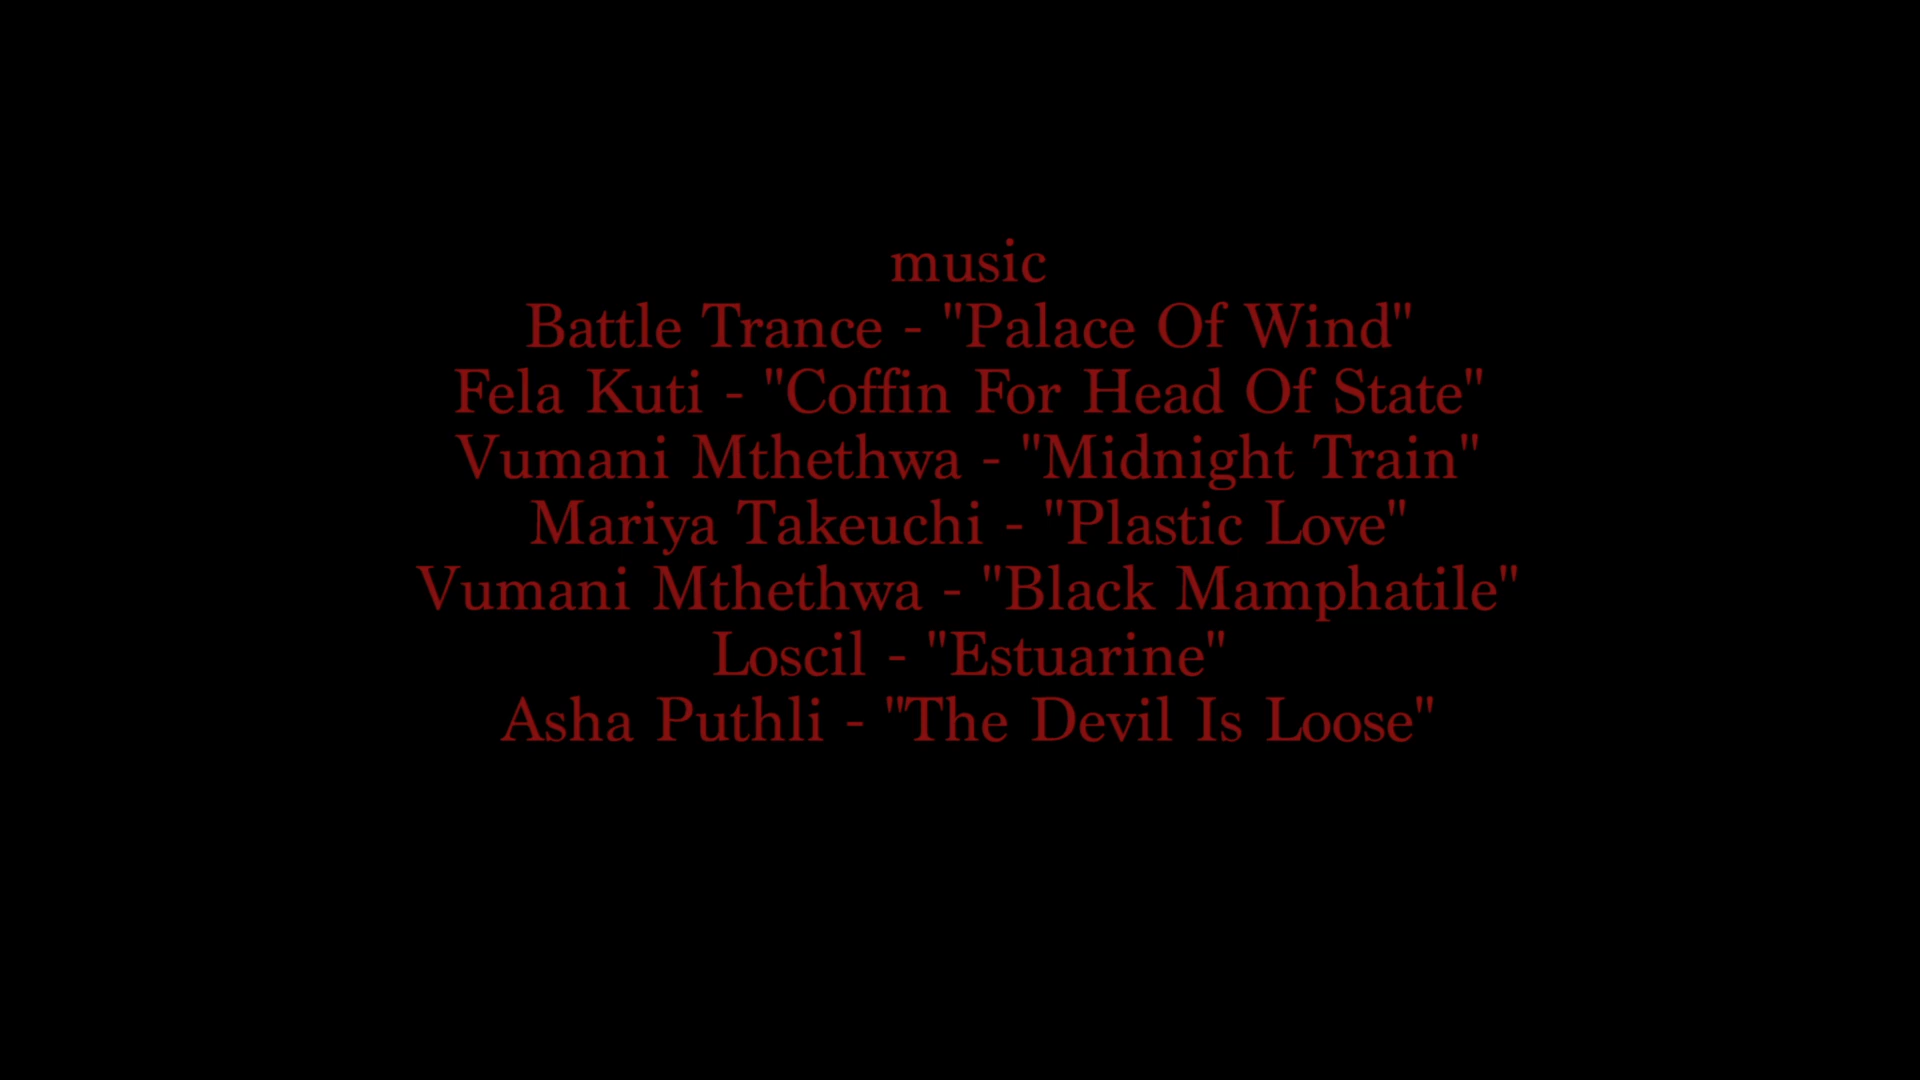 music
Battle Trance - "Palace Of Wind"
Fela Kuti - "Coffin For Head Of State"
Vumani Mthethwa - "Midnight Train"
Mariya Takeuchi - "Plastic Love"
Vumani Mthethwa - "Black Mamphatile"
Loscil - "Estuarine"
Asha Puthli - "The Devil Is Loose"